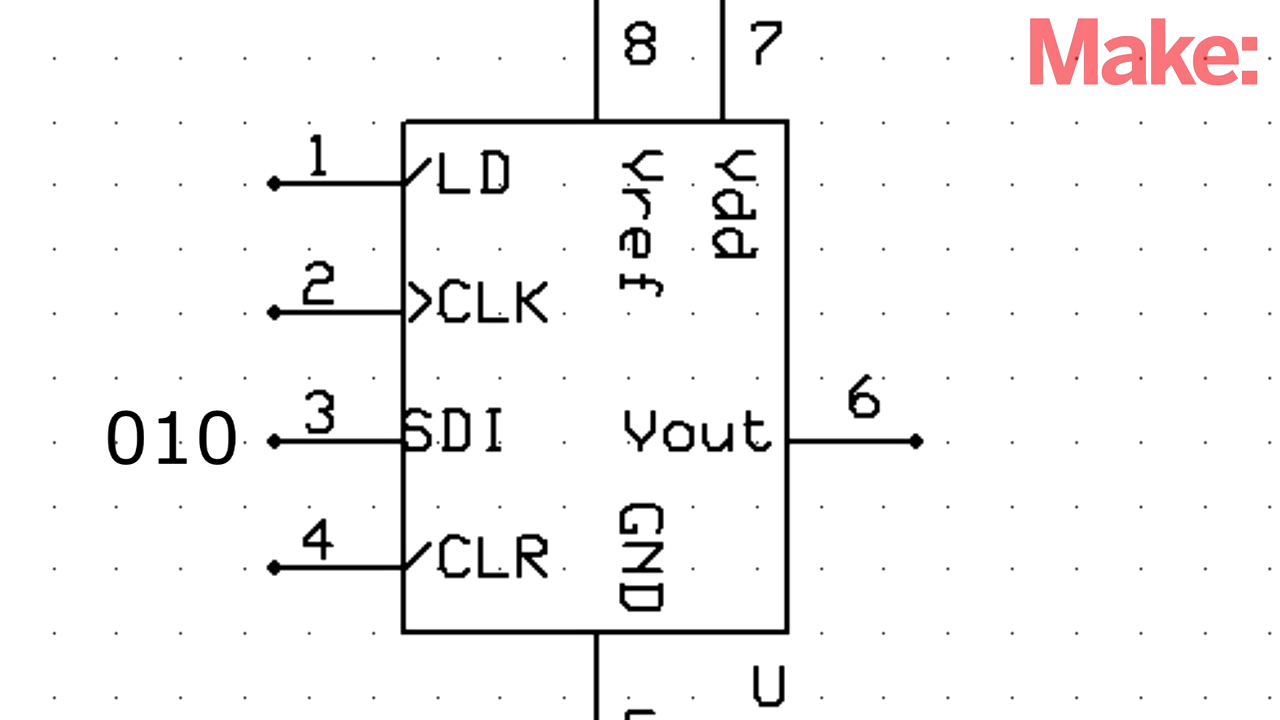 Make:
8 7
1 /LD
Vref
Vdd
2 >CLK
010 3 SDI
Vout 6
4 /CLR
GND
U